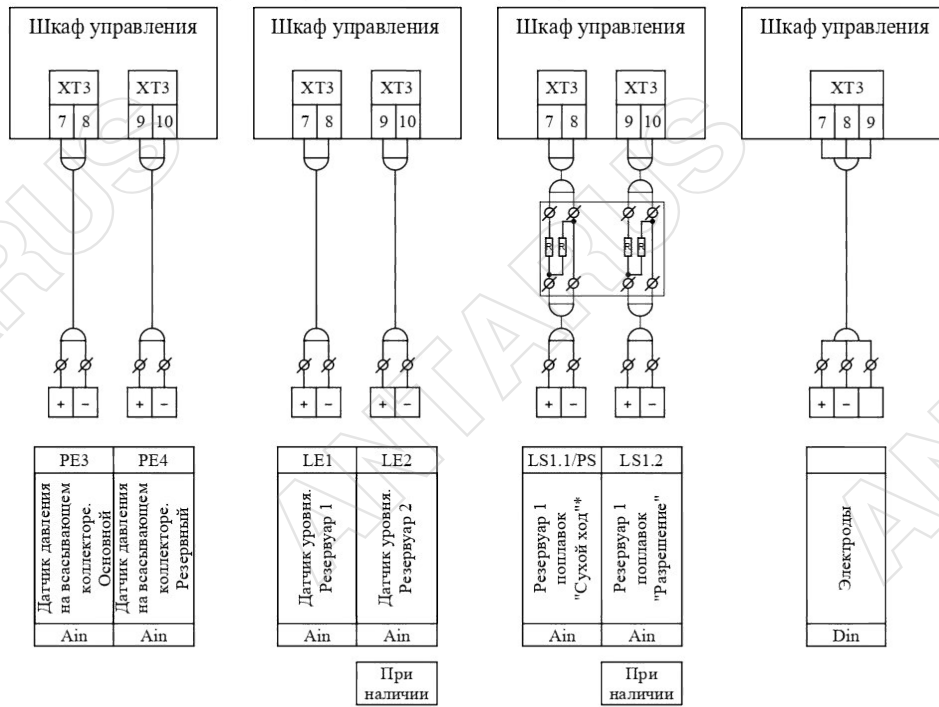 Шкаф управления
XT3
XT3
7 8
9 10
+ −
+ −
PE3
PE4
Датчик давления
на всасывающем
коллекторе.
Основной
Датчик давления
на всасывающем
коллекторе.
Резервный
Ain
Ain
Шкаф управления
XT3
XT3
7 8
9 10
+ −
+ −
LE1
LE2
Датчик уровня.
Резервуар 1
Датчик уровня.
Резервуар 2
Ain
Ain
При
наличии
Шкаф управления
XT3
XT3
7 8
9 10
R R
R R
+ −
+ −
LS1.1/PS
LS1.2
Резервуар 1
поплавок
"Сухой ход"*
Резервуар 1
поплавок
"Разрешение"
Ain
Ain
При
наличии
Шкаф управления
XT3
7 8 9
+ −
Электроды
Din
ANTARUS